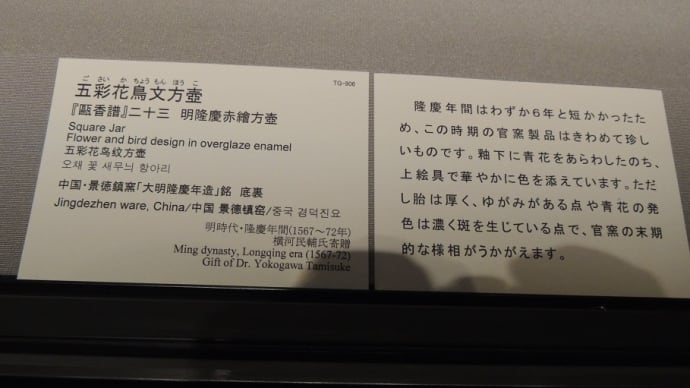 ご さい か ちょう もん ほう こ
TG-906
五彩花鳥文方壺
『甌香譜』二十三　明隆慶赤繪方壺
Square Jar
Flower and bird design in overglaze enamel
五彩花鸟纹方壶
오채 꽃 새무늬 항아리
中国・景徳鎮窯「大明隆慶年造」銘　底裏
Jingdezhen ware, China/中国 景德镇窑/중국 경덕진요
明時代・隆慶年間(1567～72年)
横河民輔氏寄贈
Ming dynasty, Longqing era (1567-72)
Gift of Dr. Yokogawa Tamisuke
隆慶年間はわずか6年と短かかったた
め、この時期の官窯製品はきわめて珍し
いものです。釉下に青花をあらわしたのち、
上絵具で華やかに色を添えています。ただ
し胎は厚く、ゆがみがある点や青花の発
色は濃く斑を生じている点で、官窯の末期
的な様相がうかがえます。